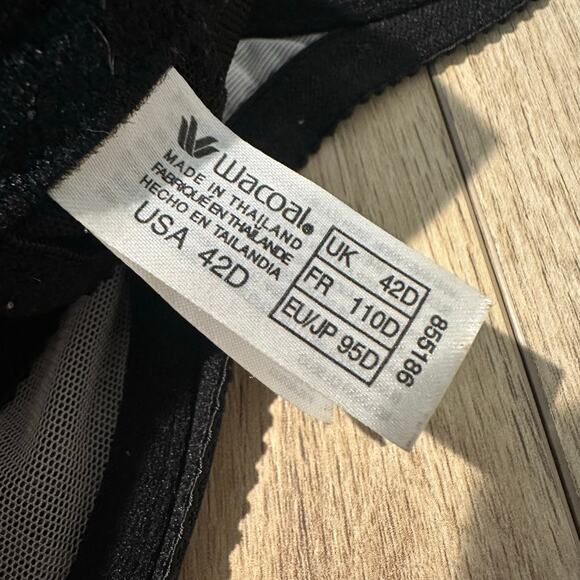 wacoal®
MADE IN THAILAND
FABRIQUÉ EN THAÏLANDE
HECHO EN TAILANDIA
USA 42D
UK 42D
FR 110D
EU/JP 95D
855186